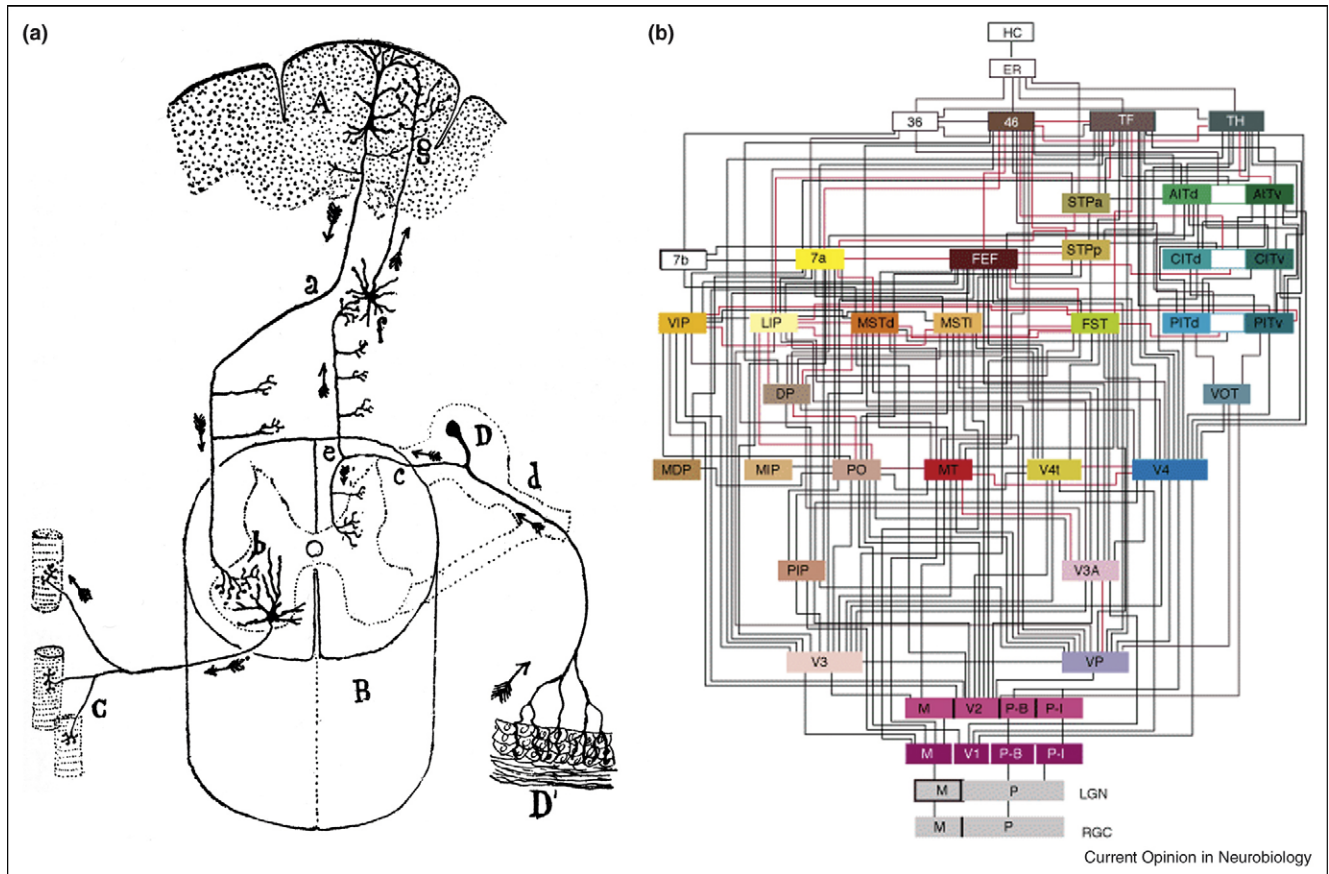 (a)
A
g
a
f
D
e
c
d
b
B
C
D'
(b)
HC
ER
36 46 TF TH
STPa AITd AITv
7b 7a FEF STPp CITd CITv
VIP LIP MSTd MSTl FST PITd PITv
DP VOT
MDP MIP PO MT V4t V4
PIP V3A
V3 VP
M V2 P-B P-I
M V1 P-B P-I
M P LGN
M P RGC
Current Opinion in Neurobiology